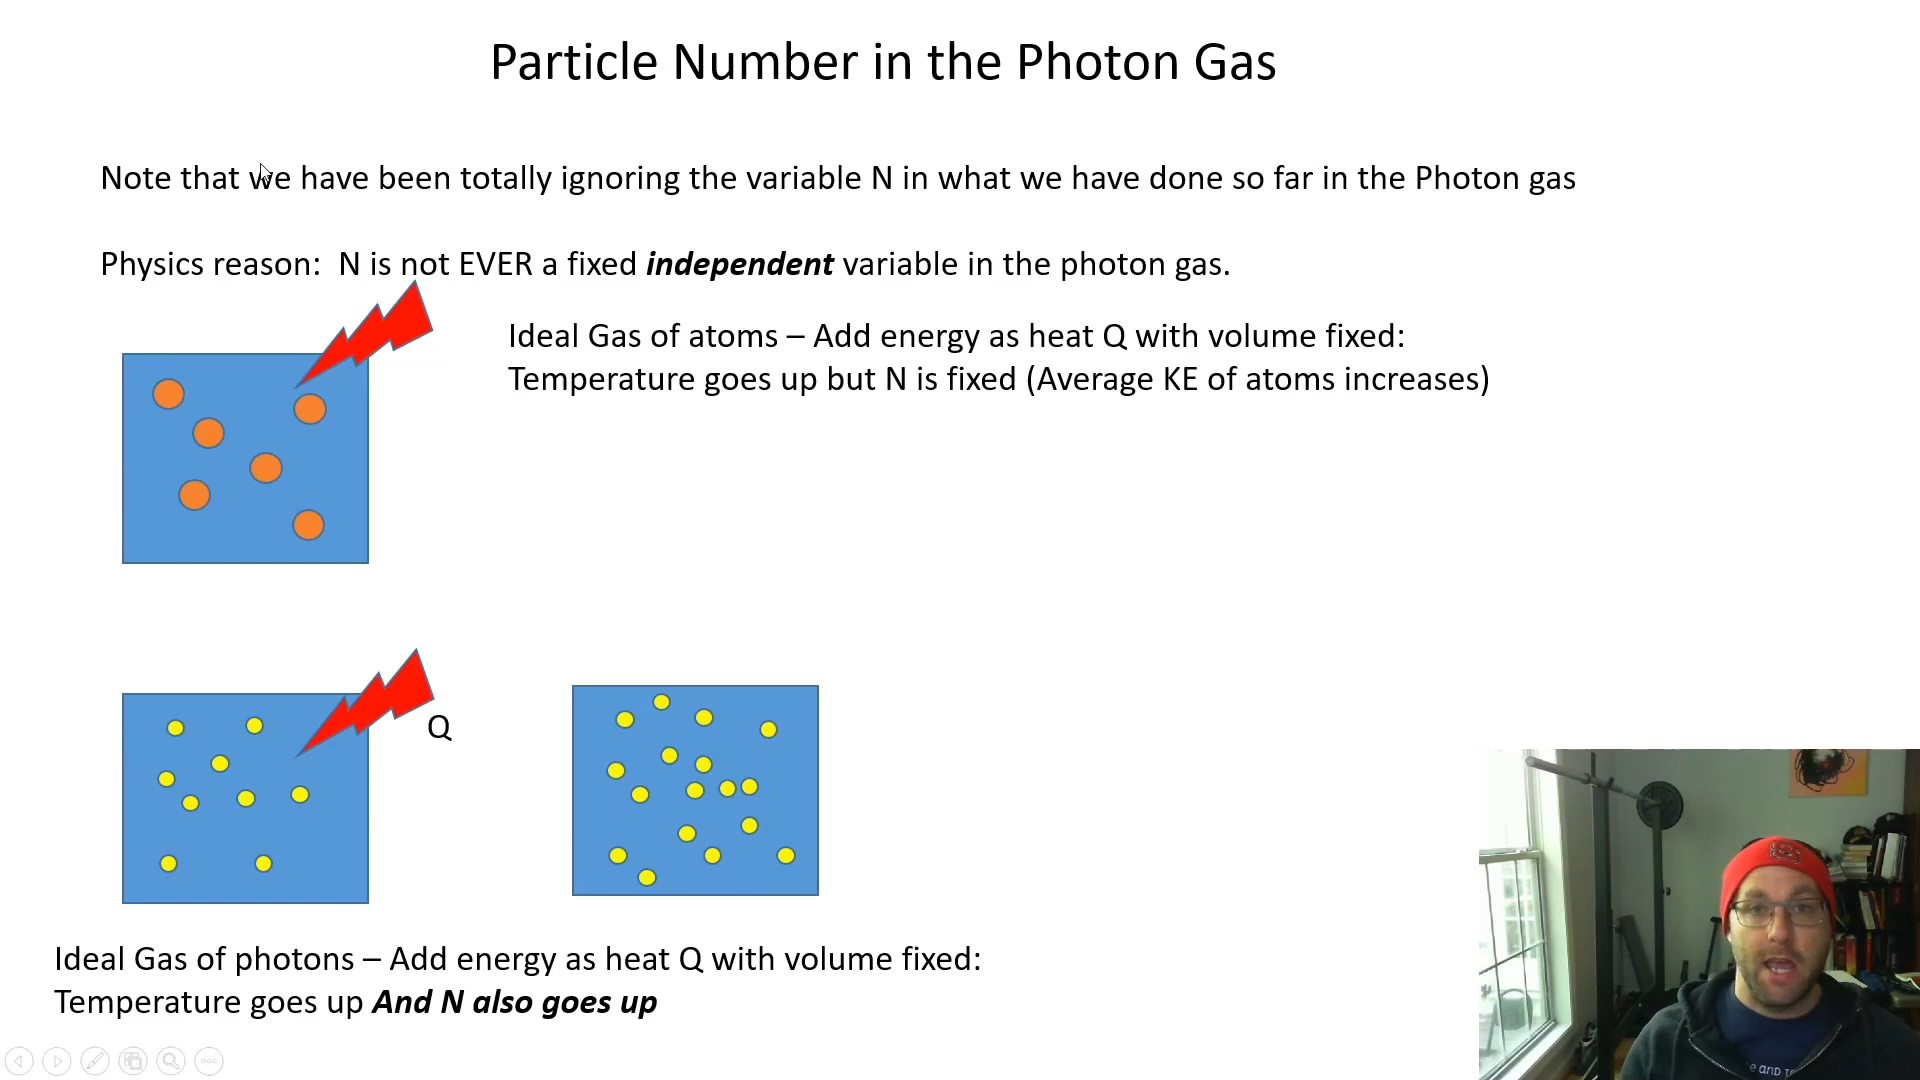 Particle Number in the Photon Gas
Note that we have been totally ignoring the variable N in what we have done so far in the Photon gas
Physics reason: N is not EVER a fixed independent variable in the photon gas.
Ideal Gas of atoms – Add energy as heat Q with volume fixed:
Temperature goes up but N is fixed (Average KE of atoms increases)
Q
Ideal Gas of photons – Add energy as heat Q with volume fixed:
Temperature goes up And N also goes up